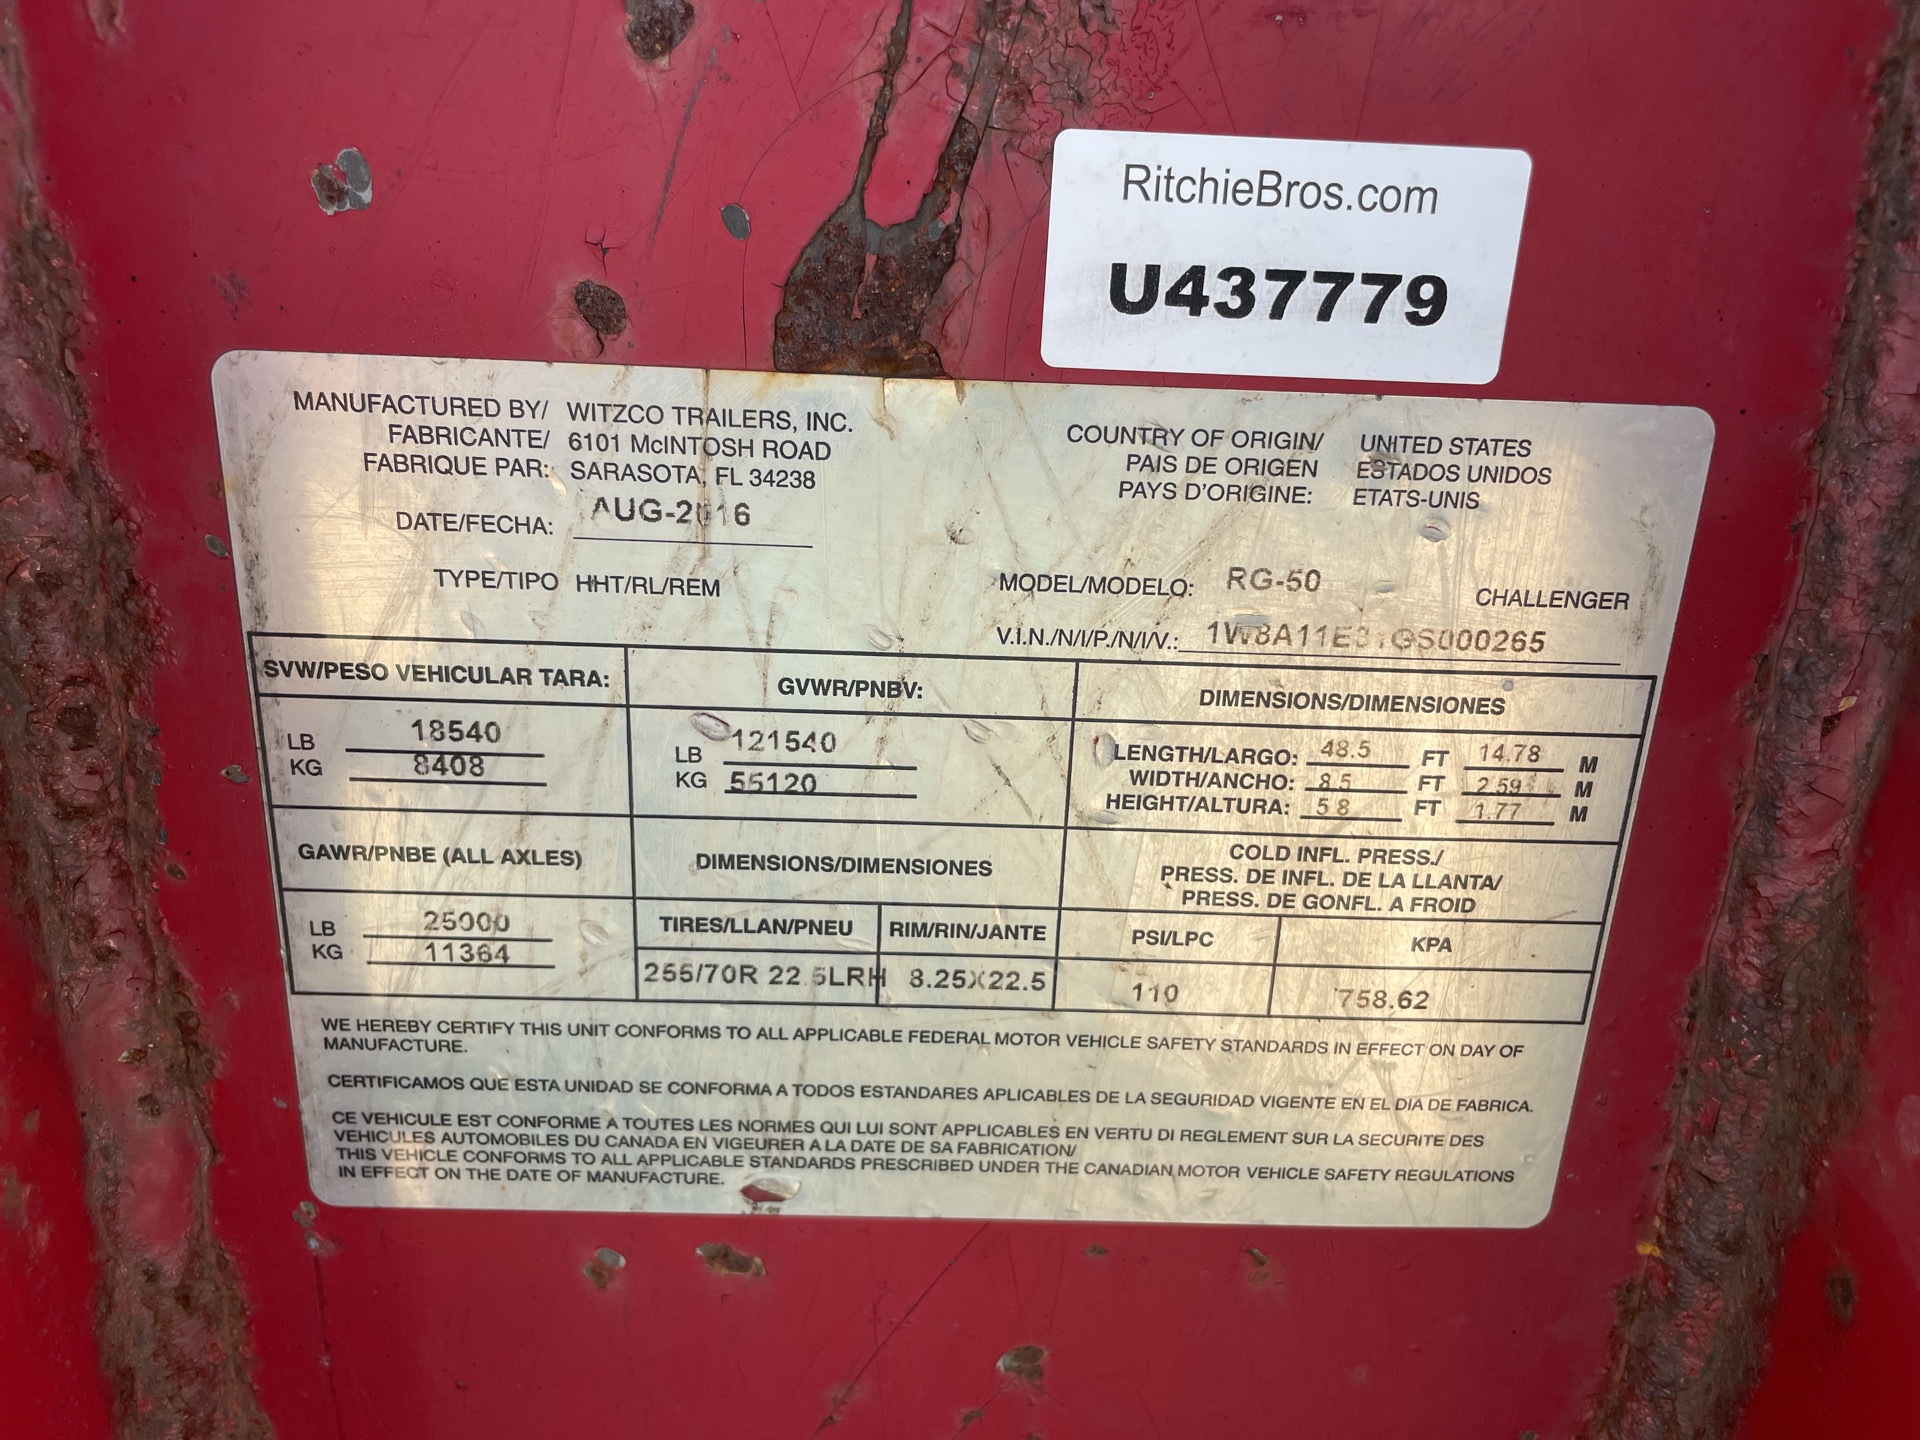 RitchieBros.com
U437779
MANUFACTURED BY/ WITZCO TRAILERS, INC.
FABRICANTE/ 6101 McINTOSH ROAD
FABRIQUE PAR: SARASOTA, FL 34238
DATE/FECHA: AUG-2016
TYPE/TIPO HHT/RL/REM
COUNTRY OF ORIGIN/ UNITED STATES
PAIS DE ORIGEN ESTADOS UNIDOS
PAYS D'ORIGINE: ETATS-UNIS
MODEL/MODELO: RG-50 CHALLENGER
V.I.N./N/I/P./N/I/V.:
SVW/PESO VEHICULAR TARA:
LB 18540
KG 8408
GVWR/PNBV:
LB 121540
KG 55120
DIMENSIONS/DIMENSIONES
LENGTH/LARGO: 48.5 FT 14.78 M
WIDTH/ANCHO: 8.5 FT 2.59 M
HEIGHT/ALTURA: 5.8 FT 1.77 M
GAWR/PNBE (ALL AXLES)
LB 25000
KG 11364
DIMENSIONS/DIMENSIONES
TIRES/LLAN/PNEU RIM/RIN/JANTE
255/70R 22.5LRH 8.25X22.5
COLD INFL. PRESS./
PRESS. DE INFL. DE LA LLANTA/
PRESS. DE GONFL. A FROID
PSI/LPC KPA
110 758.62
WE HEREBY CERTIFY THIS UNIT CONFORMS TO ALL APPLICABLE FEDERAL MOTOR VEHICLE SAFETY STANDARDS IN EFFECT ON DAY OF
MANUFACTURE.
CERTIFICAMOS QUE ESTA UNIDAD SE CONFORMA A TODOS ESTANDARES APLICABLES DE LA SEGURIDAD VIGENTE EN EL DIA DE FABRICA.
CE VEHICULE EST CONFORME A TOUTES LES NORMES QUI LUI SONT APPLICABLES EN VERTU DI REGLEMENT SUR LA SECURITE DES
VEHICULES AUTOMOBILES DU CANADA EN VIGEURER A LA DATE DE SA FABRICATION/
THIS VEHICLE CONFORMS TO ALL APPLICABLE STANDARDS PRESCRIBED UNDER THE CANADIAN MOTOR VEHICLE SAFETY REGULATIONS
IN EFFECT ON THE DATE OF MANUFACTURE.